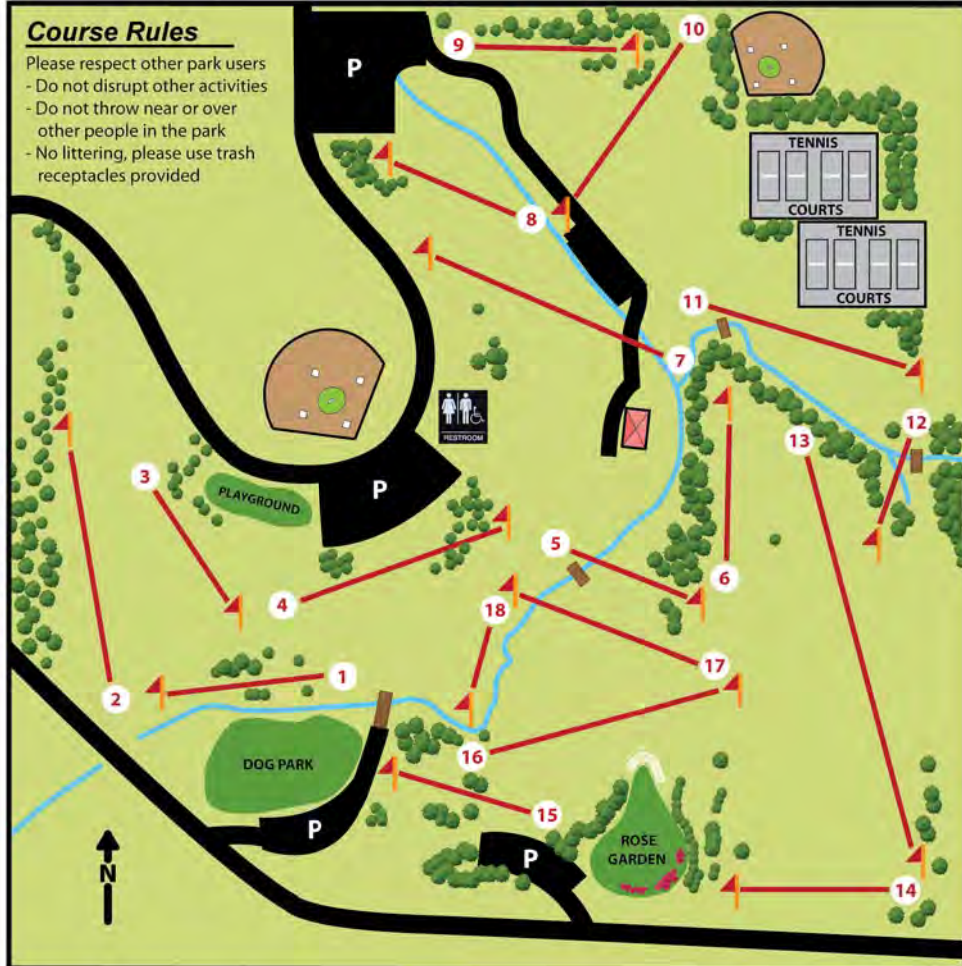 Course Rules
Please respect other park users
- Do not disrupt other activities
- Do not throw near or over
other people in the park
- No littering, please use trash
receptacles provided
P
9
10
TENNIS
COURTS
TENNIS
COURTS
8
11
7
RESTROOM
12
13
3
P
PLAYGROUND
5
6
4
18
17
1
2
16
DOG PARK
15
P
ROSE
GARDEN
P
14
N